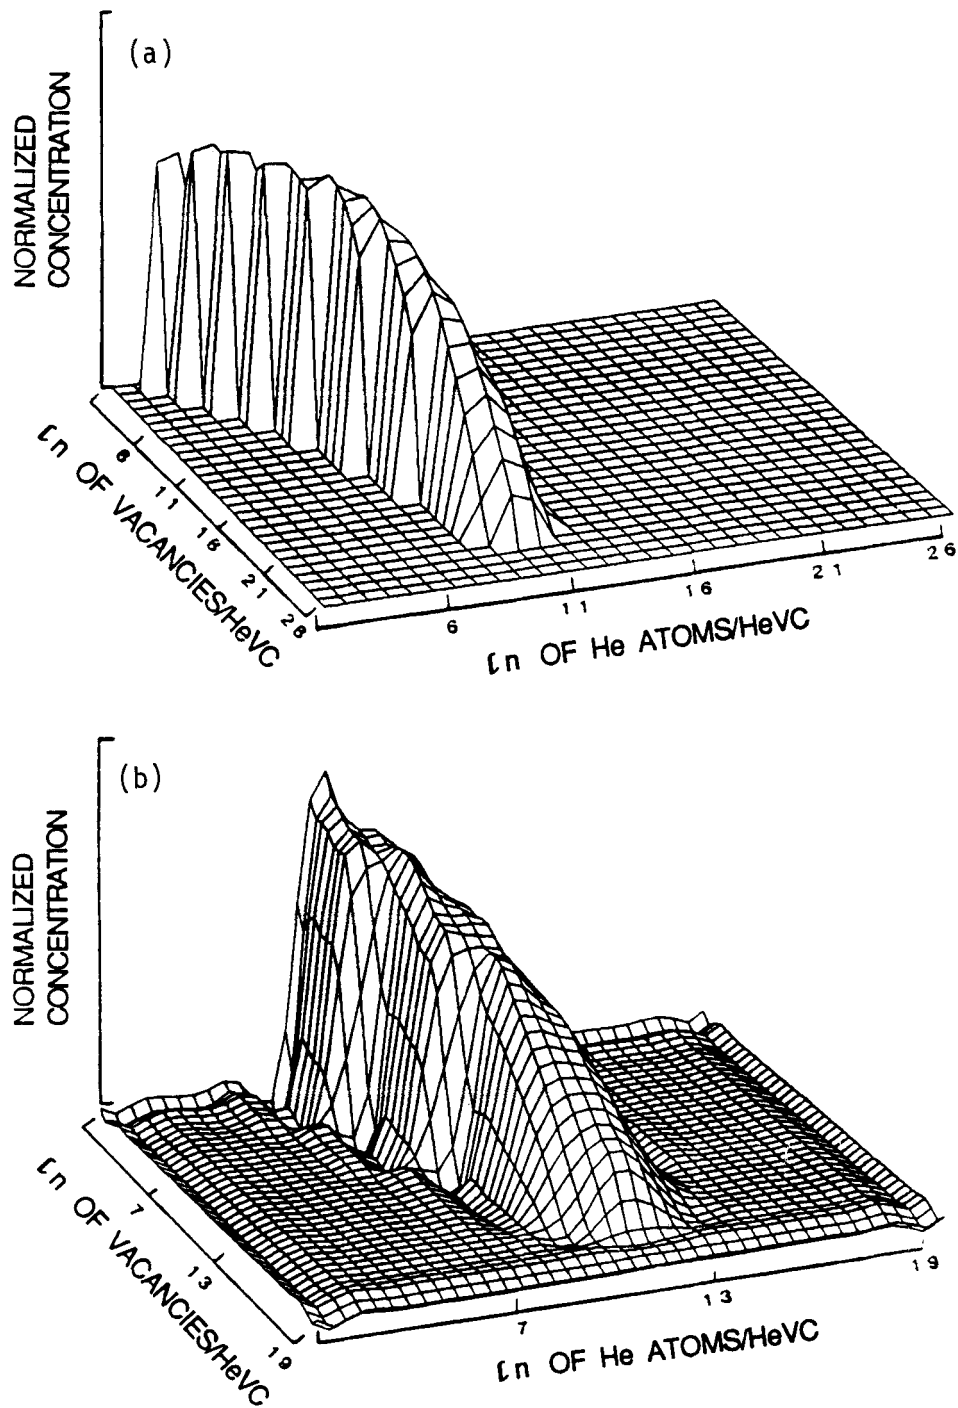 (a)
NORMALIZED
CONCENTRATION
ℓn OF VACANCIES/HeVC
6
11
16
21
26
6
11
16
21
26
ℓn OF He ATOMS/HeVC
(b)
NORMALIZED
CONCENTRATION
ℓn OF VACANCIES/HeVC
7
13
19
7
13
19
ℓn OF He ATOMS/HeVC